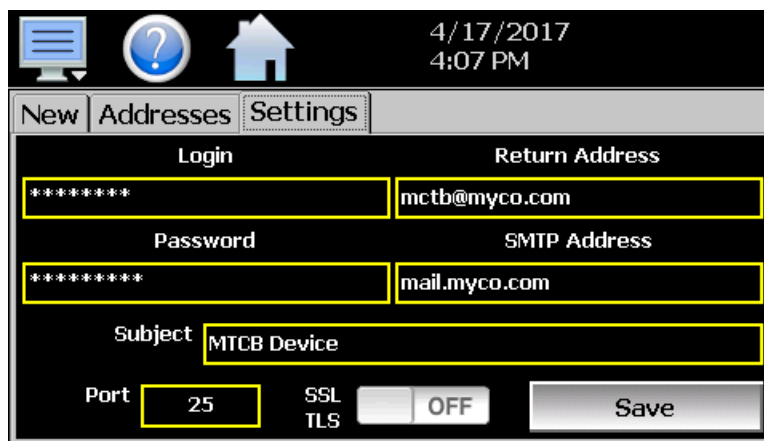 4/17/2017
4:07 PM
New Addresses Settings
Login Return Address
******** mctb@myco.com
Password SMTP Address
********* mail.myco.com
Subject MTCB Device
Port 25 SSL TLS OFF Save